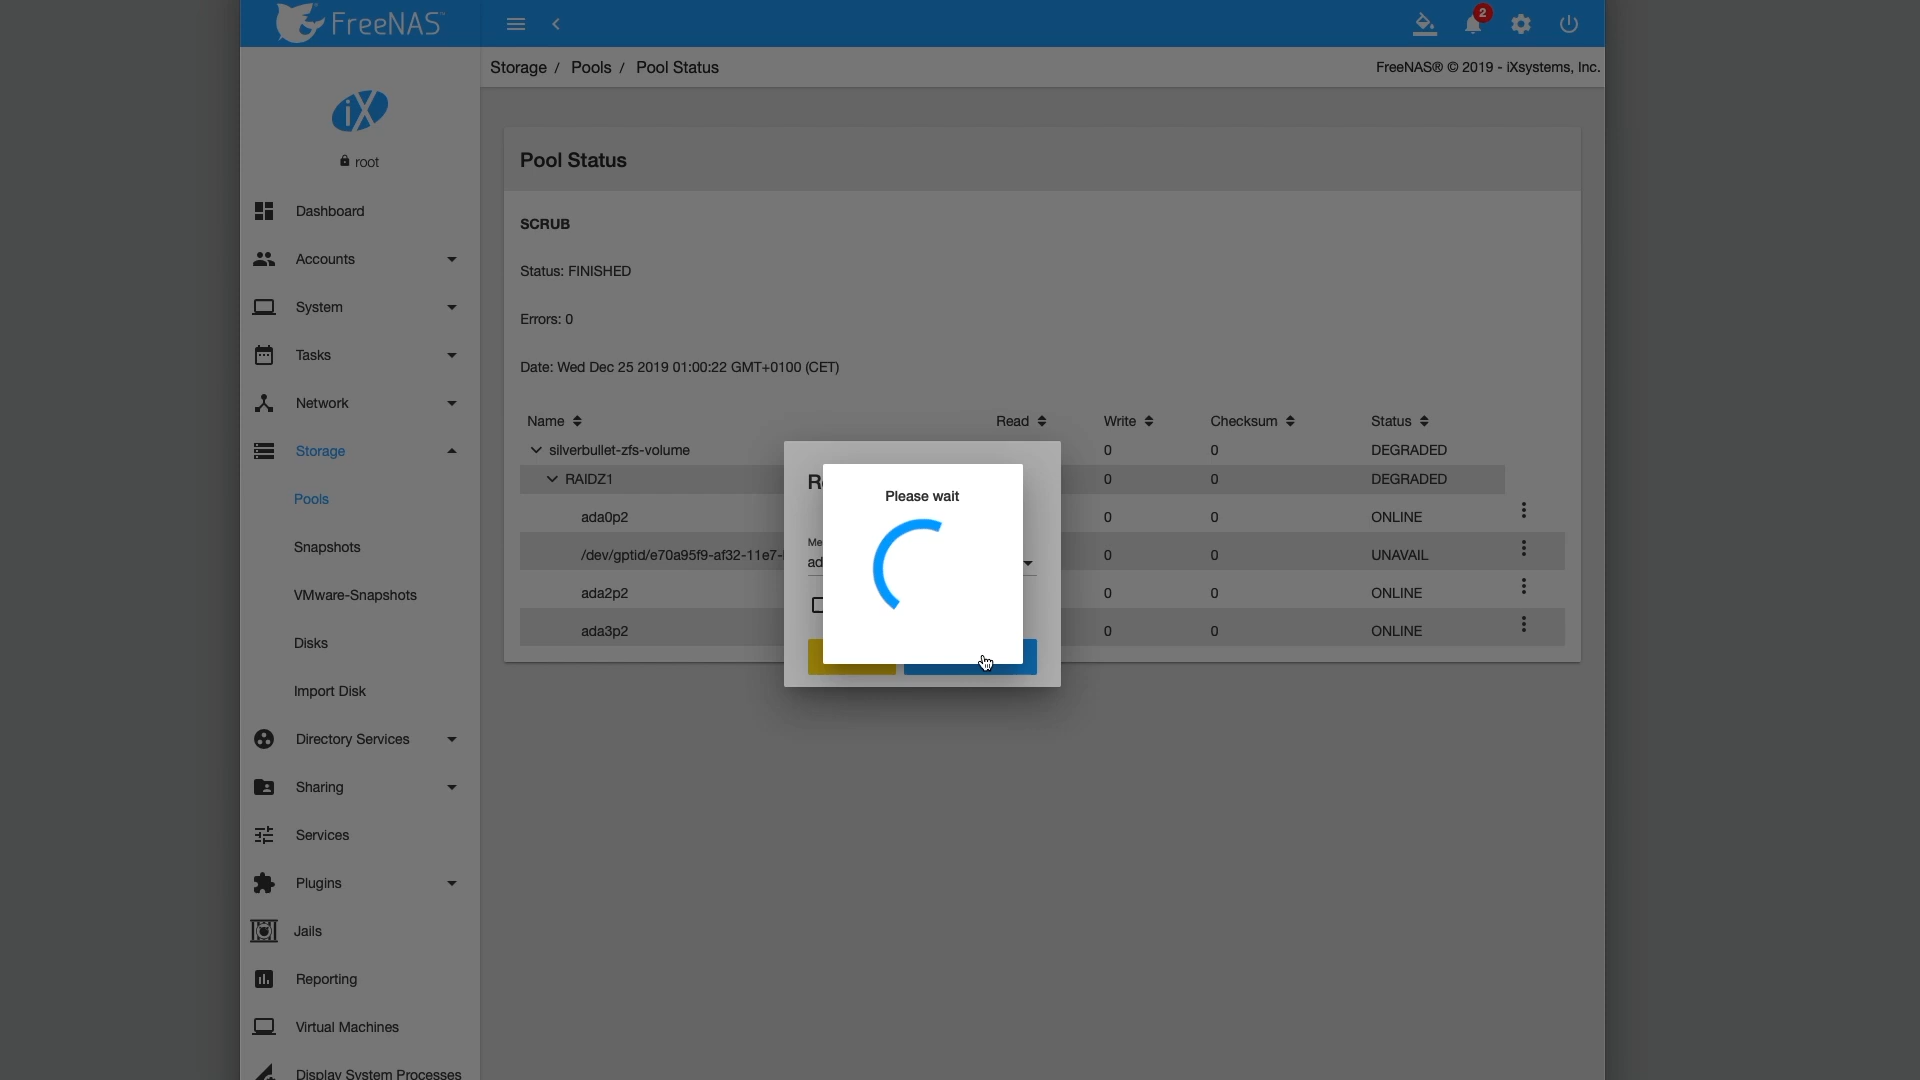 FreeNAS™
2
Storage / Pools / Pool Status
FreeNAS® © 2019 - iXsystems, Inc.
iX
root
Dashboard
Accounts
System
Tasks
Network
Storage
Pools
Snapshots
VMware-Snapshots
Disks
Import Disk
Directory Services
Sharing
Services
Plugins
Jails
Reporting
Virtual Machines
Display System Processes
Pool Status
SCRUB
Status: FINISHED
Errors: 0
Date: Wed Dec 25 2019 01:00:22 GMT+0100 (CET)
Name Read Write Checksum Status
silverbullet-zfs-volume 0 0 DEGRADED
RAIDZ1 0 0 DEGRADED
ada0p2 0 0 ONLINE
/dev/gptid/e70a95f9-af32-11e7- 0 0 UNAVAIL
ada2p2 0 0 ONLINE
ada3p2 0 0 ONLINE
Please wait